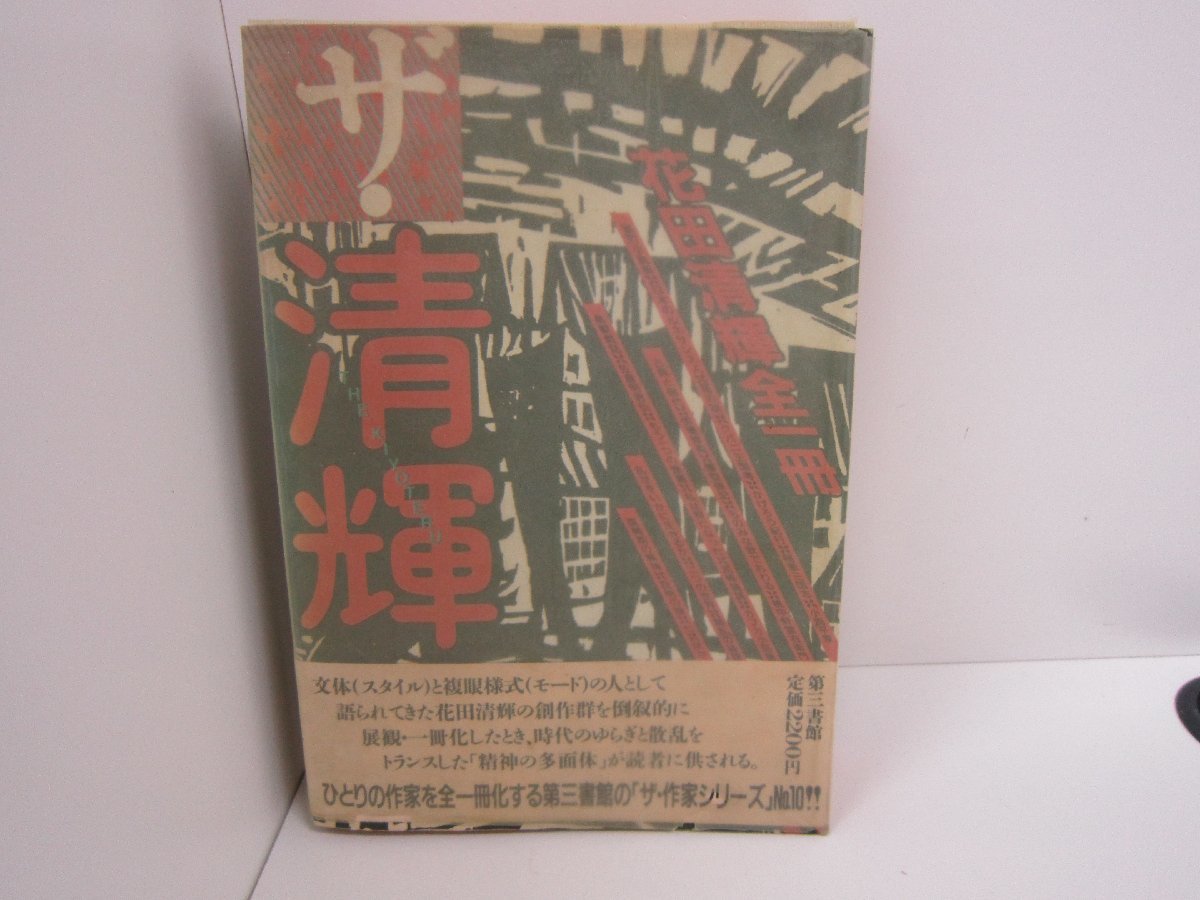 ザ・
清輝
THE KIYOTERU
花田清輝全一冊
文体(スタイル)と複眼様式(モード)の人として
語られてきた花田清輝の創作群を倒叙的に
展観・一冊化したとき、時代のゆらぎと散乱を
トランスした「精神の多面体」が読者に供される。
ひとりの作家を全一冊化する第三書館の「ザ・作家シリーズ」No.10!!
第三書館
定価2200円